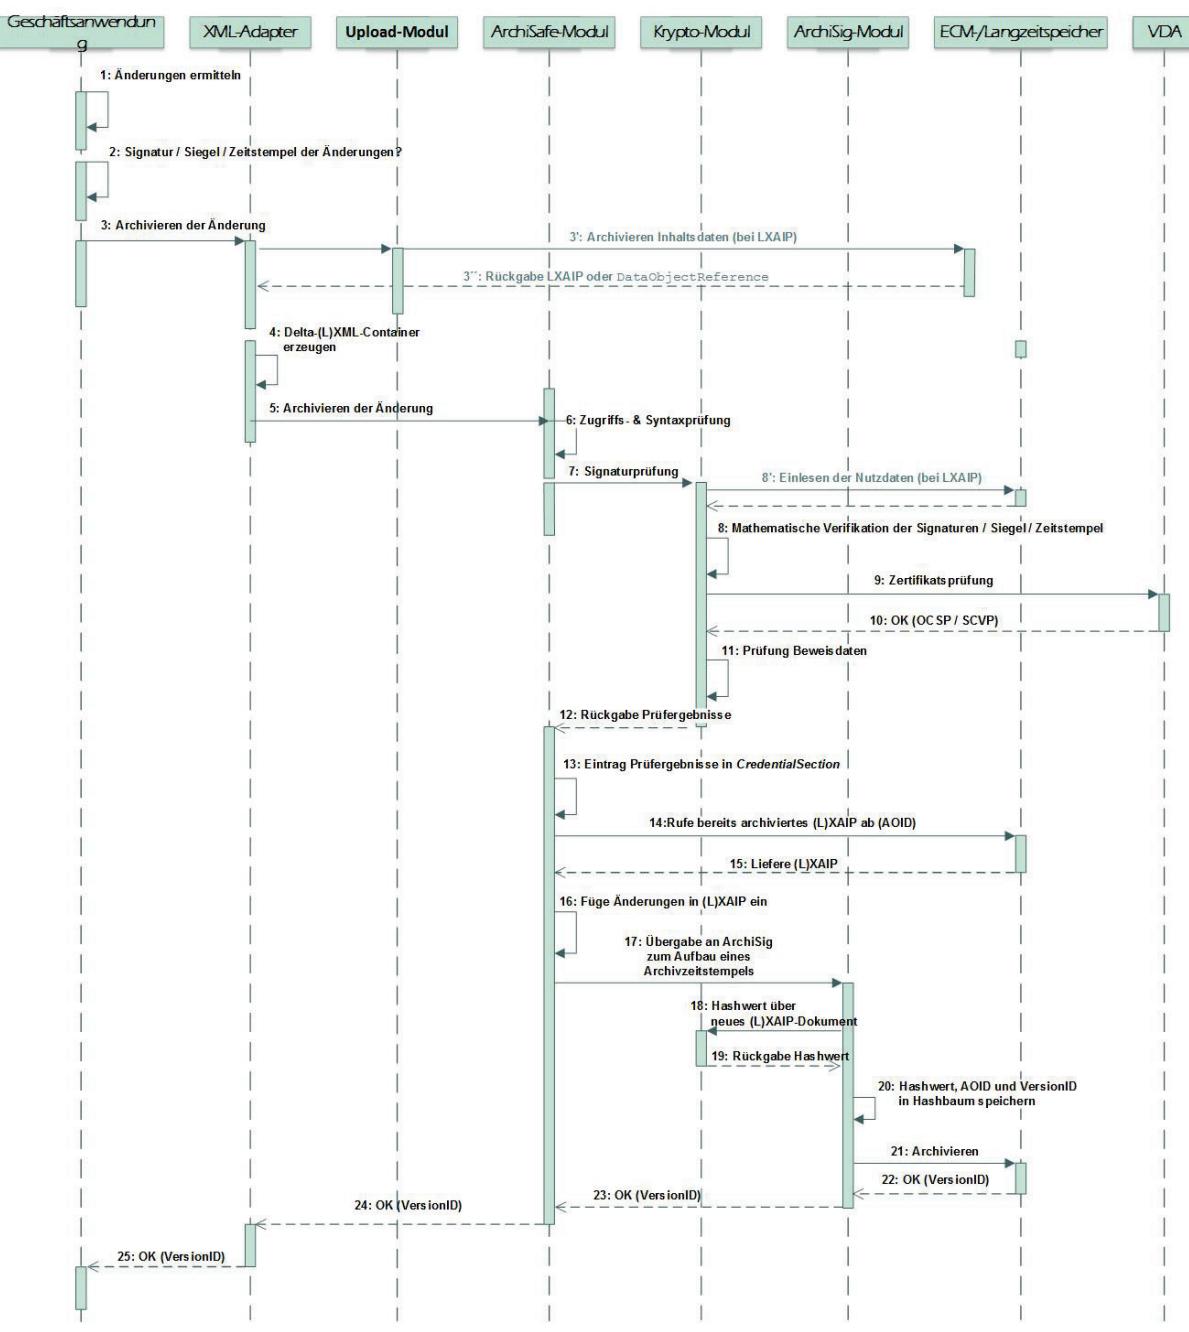 Geschäftsanwendun
g
XML-Adapter
Upload-Modul
ArchiSafe-Modul
Krypto-Modul
ArchiSig-Modul
ECM-/Langzeitspeicher
VDA
1: Änderungen ermitteln
2: Signatur / Siegel / Zeitstempel der Änderungen?
3: Archivieren der Änderung
3': Archivieren Inhaltsdaten (bei LXAIP)
3´´: Rückgabe LXAIP oder DataObjectReference
4: Delta-(L)XML-Container
erzeugen
5: Archivieren der Änderung
6: Zugriffs- & Syntaxprüfung
7: Signaturprüfung
8': Einlesen der Nutzdaten (bei LXAIP)
8: Mathematische Verifikation der Signaturen / Siegel / Zeitstempel
9: Zertifikatsprüfung
10: OK (OCSP / SCVP)
11: Prüfung Beweisdaten
12: Rückgabe Prüfergebnisse
13: Eintrag Prüfergebnisse in CredentialSection
14:Rufe bereits archiviertes (L)XAIP ab (AOID)
15: Liefere (L)XAIP
16: Füge Änderungen in (L)XAIP ein
17: Übergabe an ArchiSig
zum Aufbau eines
Archivzeitstempels
18: Hashwert über
neues (L)XAIP-Dokument
19: Rückgabe Hashwert
20: Hashwert, AOID und VersionID
in Hashbaum speichern
21: Archivieren
22: OK (VersionID)
23: OK (VersionID)
24: OK (VersionID)
25: OK (VersionID)